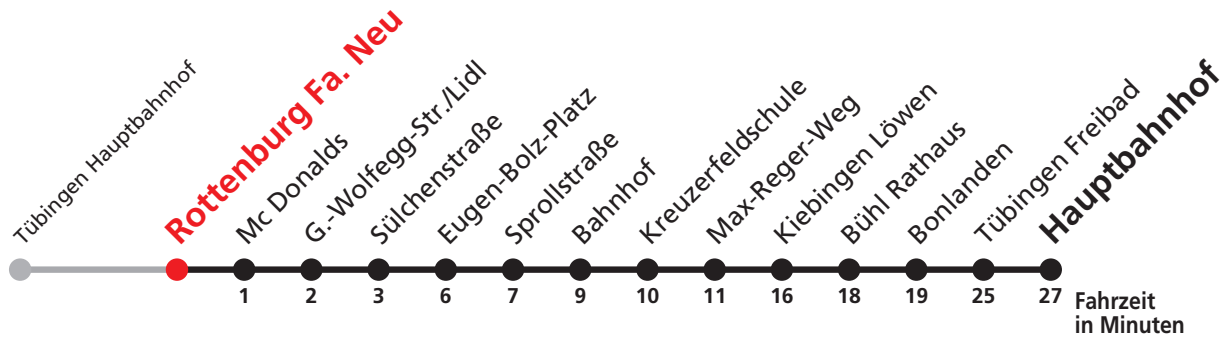 Tübingen Hauptbahnhof
Rottenburg Fa. Neu
Mc Donalds
G.-Wolfegg-Str./Lidl
Sülchenstraße
Eugen-Bolz-Platz
Sprollstraße
Bahnhof
Kreuzerfeldschule
Max-Reger-Weg
Kiebingen Löwen
Bühl Rathaus
Bonlanden
Tübingen Freibad
Hauptbahnhof
1 2 3 6 7 9 10 11 16 18 19 25 27
Fahrzeit
in Minuten